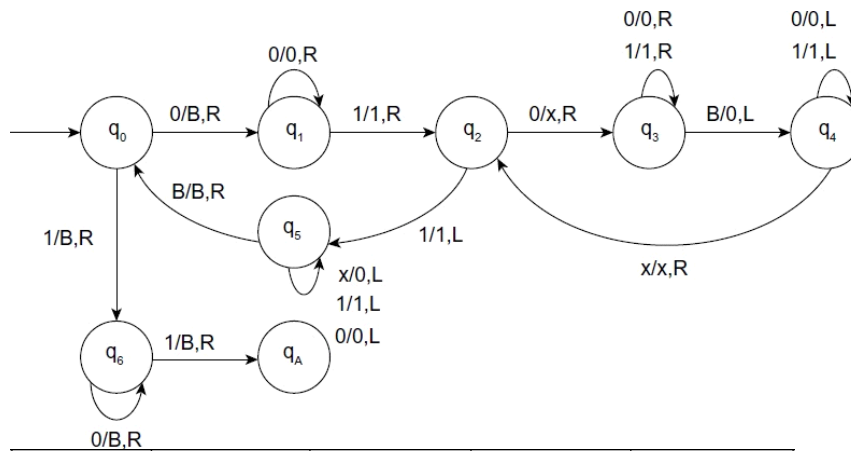 0/0,R
0/0,L
0/0,R
1/1,R
1/1,L
q0
0/B,R
q1
1/1,R
q2
0/x,R
q3
B/0,L
q4
B/B,R
1/B,R
q5
1/1,L
x/0,L
x/x,R
1/1,L
0/0,L
q6
1/B,R
qA
0/B,R